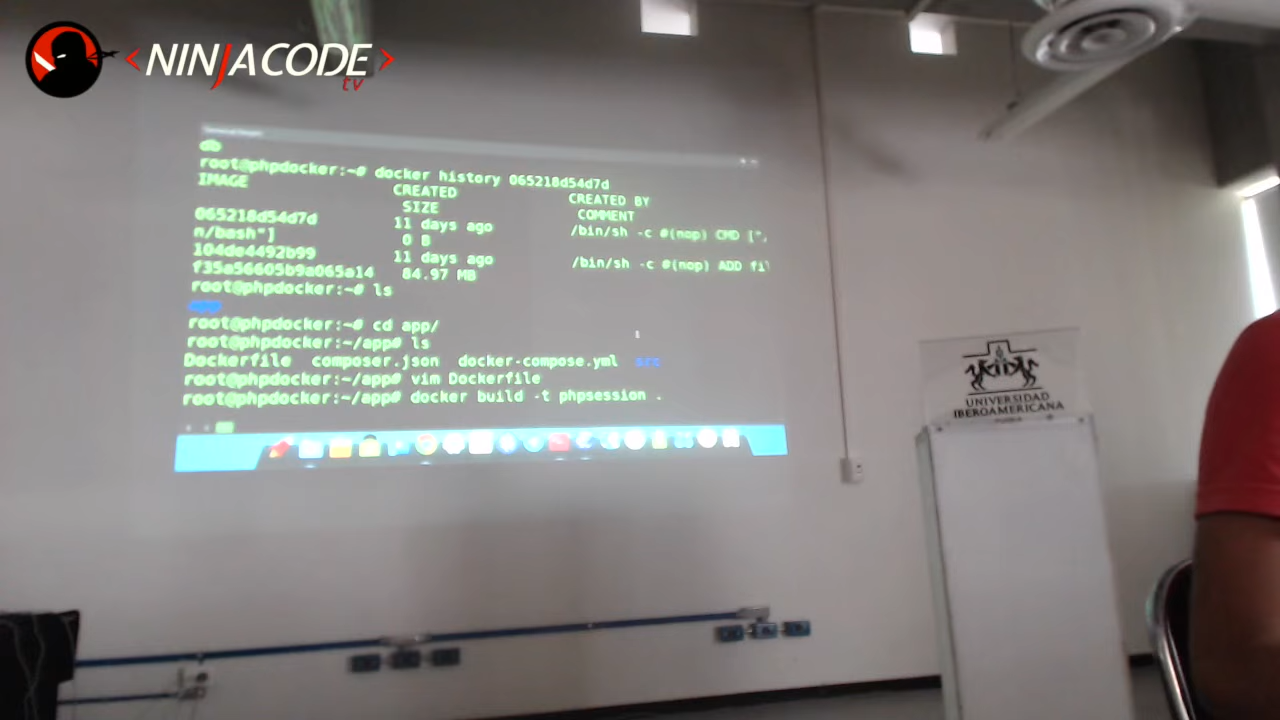 <NINJACODE>
tv
db
root@phpdocker:~# docker history 065218d54d7d
IMAGE CREATED CREATED BY
SIZE COMMENT
065218d54d7d 11 days ago /bin/sh -c #(nop) CMD ["
n/bash"] 0 B
104de4492b99 11 days ago /bin/sh -c #(nop) ADD fi
f35a56605b9a065a14 84.97 MB
root@phpdocker:~# ls
app
root@phpdocker:~# cd app/
root@phpdocker:~/app# ls
Dockerfile composer.json docker-compose.yml src
root@phpdocker:~/app# vim Dockerfile
root@phpdocker:~/app# docker build -t phpsession .
UNIVERSIDAD
IBEROAMERICANA
PUEBLA